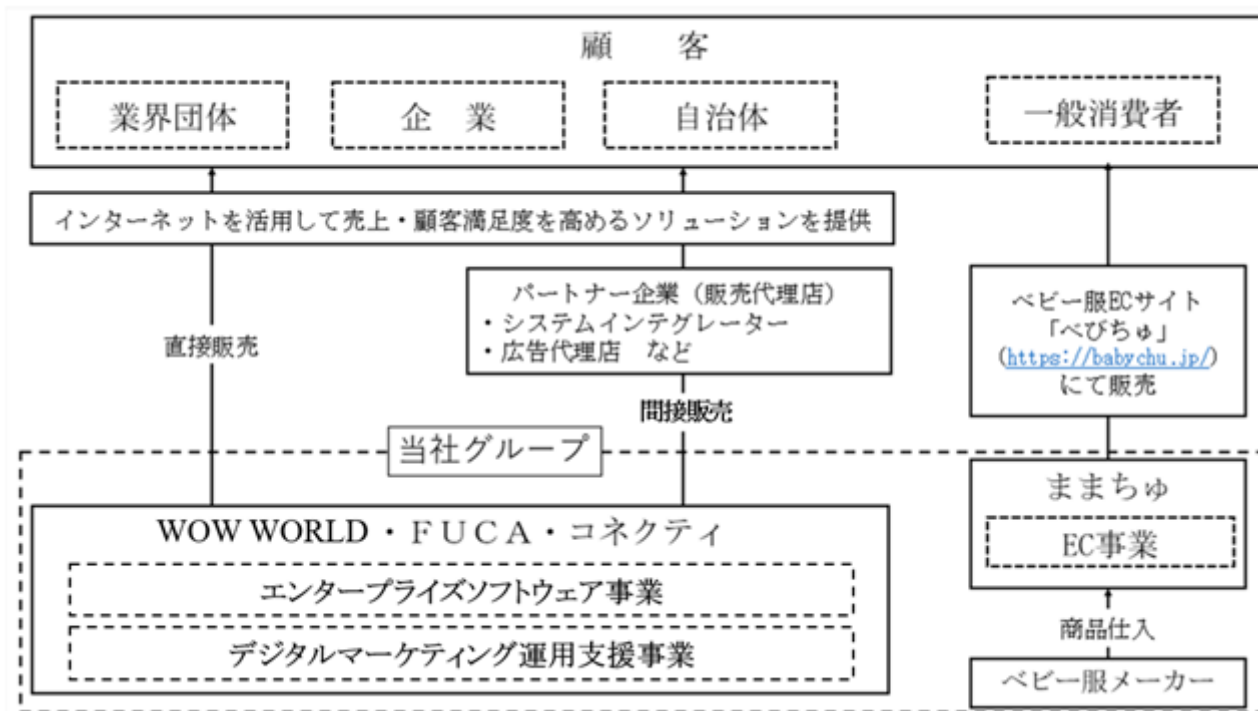 顧　客
業界団体
企　業
自治体
一般消費者
インターネットを活用して売上・顧客満足度を高めるソリューションを提供
パートナー企業（販売代理店）
・システムインテグレーター
・広告代理店　など
直接販売
間接販売
ベビー服ECサイト
「べびちゅ」
(https://babychu.jp/)
にて販売
当社グループ
WOW WORLD・ＦＵＣＡ・コネクティ
エンタープライズソフトウェア事業
デジタルマーケティング運用支援事業
ままちゅ
EC事業
商品仕入
ベビー服メーカー